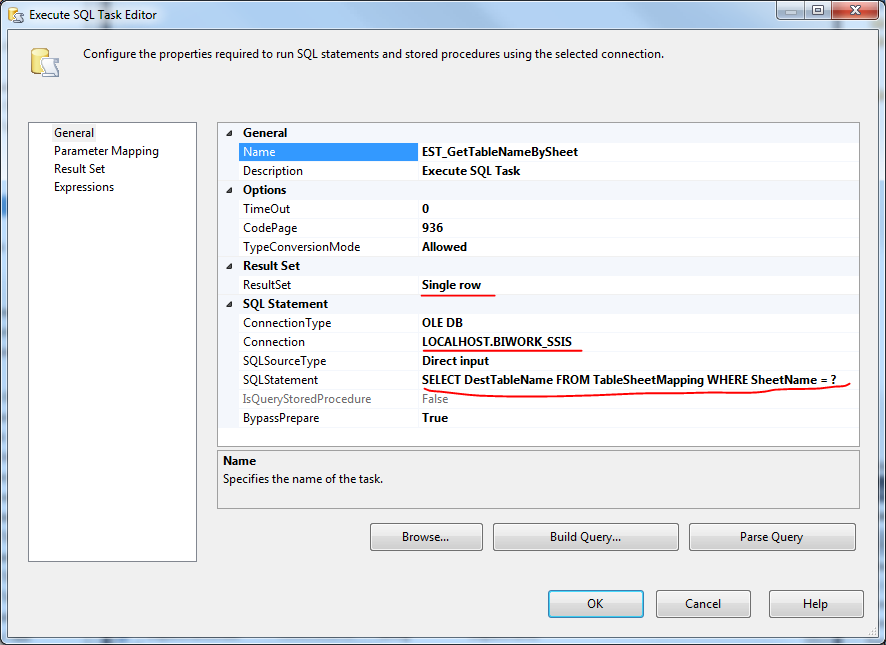 Execute SQL Task Editor
Configure the properties required to run SQL statements and stored procedures using the selected connection.
General
Parameter Mapping
Result Set
Expressions
General
Name EST_GetTableNameBySheet
Description Execute SQL Task
Options
TimeOut 0
CodePage 936
TypeConversionMode Allowed
Result Set
ResultSet Single row
SQL Statement
ConnectionType OLE DB
Connection LOCALHOST.BIWORK_SSIS
SQLSourceType Direct input
SQLStatement SELECT DestTableName FROM TableSheetMapping WHERE SheetName = ?
IsQueryStoredProcedure False
BypassPrepare True
Name
Specifies the name of the task.
Browse... Build Query... Parse Query
OK Cancel Help